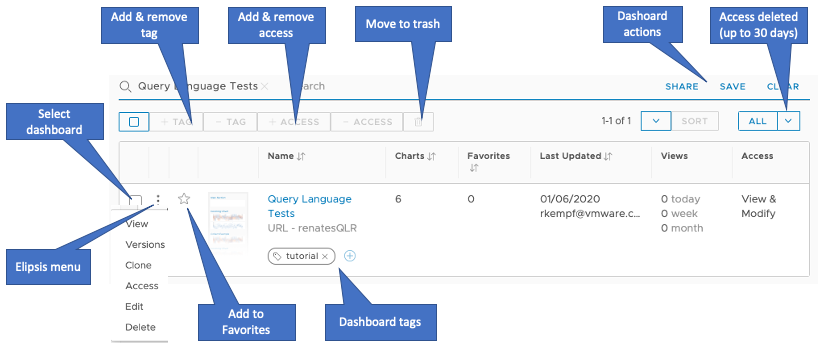 Add & remove
tag
Add & remove
access
Move to trash
Dashoard
actions
Access deleted
(up to 30 days)
Query Language Tests
SHARE SAVE
Select
dashboard
+ TAG − TAG + ACCESS − ACCESS
1-1 of 1 SORT ALL
Name Charts Favorites Last Updated Views Access
Query Language
Tests
URL - renatesQLR
6 0
01/06/2020
rkempf@vmware.c...
0 today
0 week
0 month
View &
Modify
tutorial
View
Versions
Clone
Access
Edit
Delete
Elipsis menu
Add to
Favorites
Dashboard tags